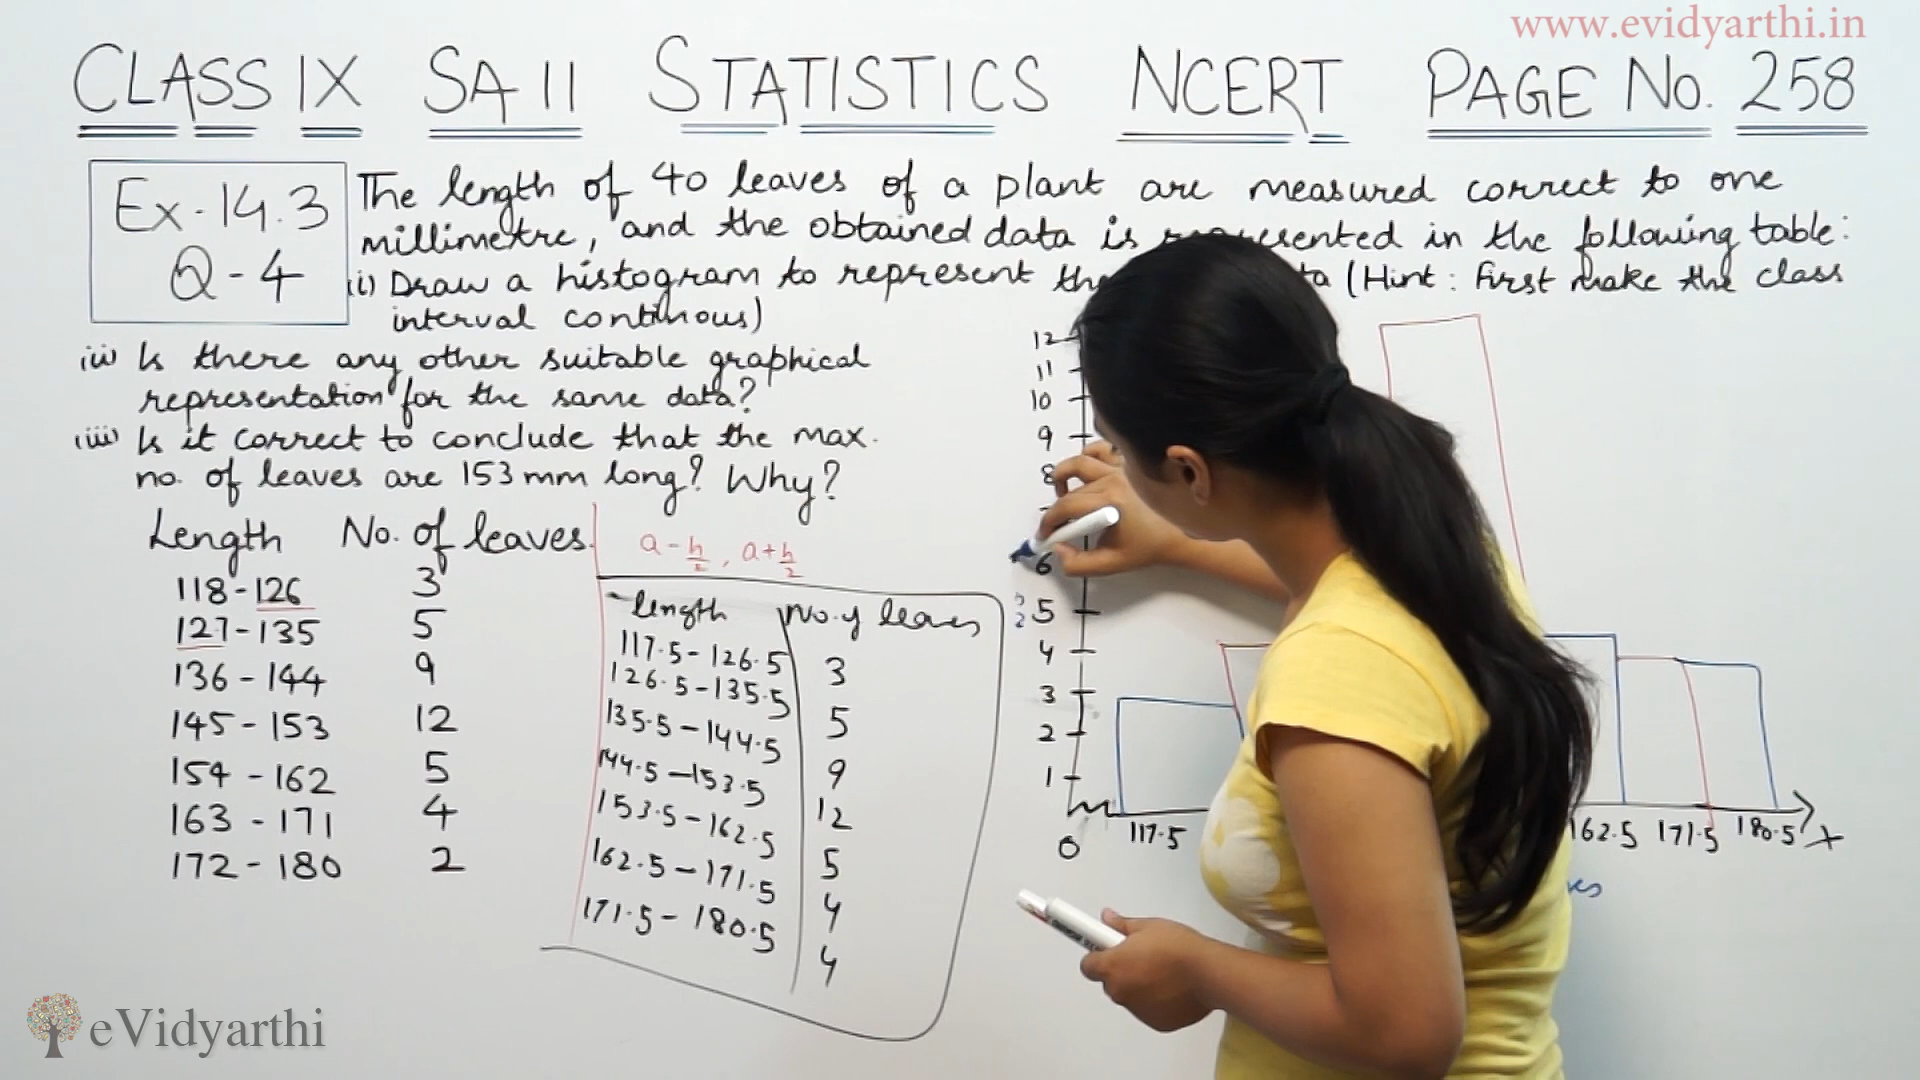 www.evidyarthi.in
CLASS IX SA II STATISTICS NCERT PAGE No. 258
Ex-14.3
Q-4
The length of 40 leaves of a plant are measured correct to one
millimetre, and the obtained data is represented in the following table:
i) Draw a histogram to represent the (Hint: First make the class
interval continous)
ii) Is there any other suitable graphical
representation for the same data?
iii) Is it correct to conclude that the max.
no. of leaves are 153 mm long? Why?
Length No. of leaves
118-126 3
127-135 5
136-144 9
145-153 12
154-162 5
163-171 4
172-180 2
a-h/2, a+h/2
length No. of leaves
117.5-126.5 3
126.5-135.5 5
135.5-144.5 9
144.5-153.5 12
153.5-162.5 5
162.5-171.5 4
171.5-180.5 4
12
11
10
9
8
6
5
4
3
2
1
0 117.5 162.5 171.5 180.5 X
eVidyarthi